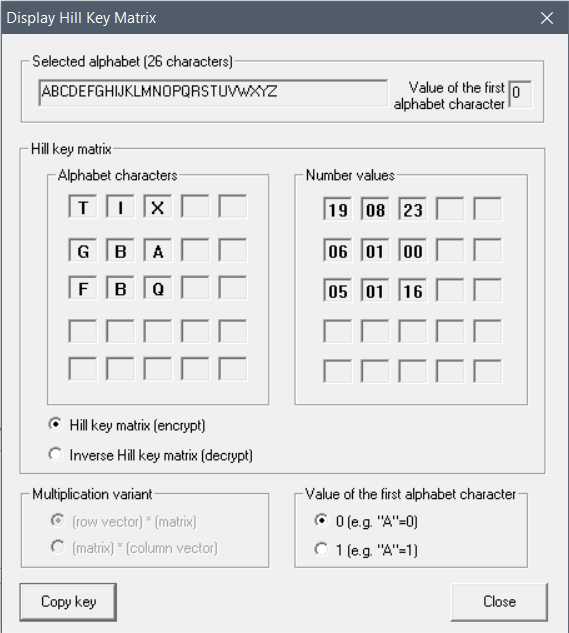 Display Hill Key Matrix
Selected alphabet (26 characters)
ABCDEFGHIJKLMNOPQRSTUVWXYZ
Value of the first
alphabet character
0
Hill key matrix
Alphabet characters
T I X
G B A
F B Q
Number values
19 08 23
06 01 00
05 01 16
Hill key matrix (encrypt)
Inverse Hill key matrix (decrypt)
Multiplication variant
(row vector) * (matrix)
(matrix) * (column vector)
Value of the first alphabet character
0 (e.g. "A"=0)
1 (e.g. "A"=1)
Copy key
Close